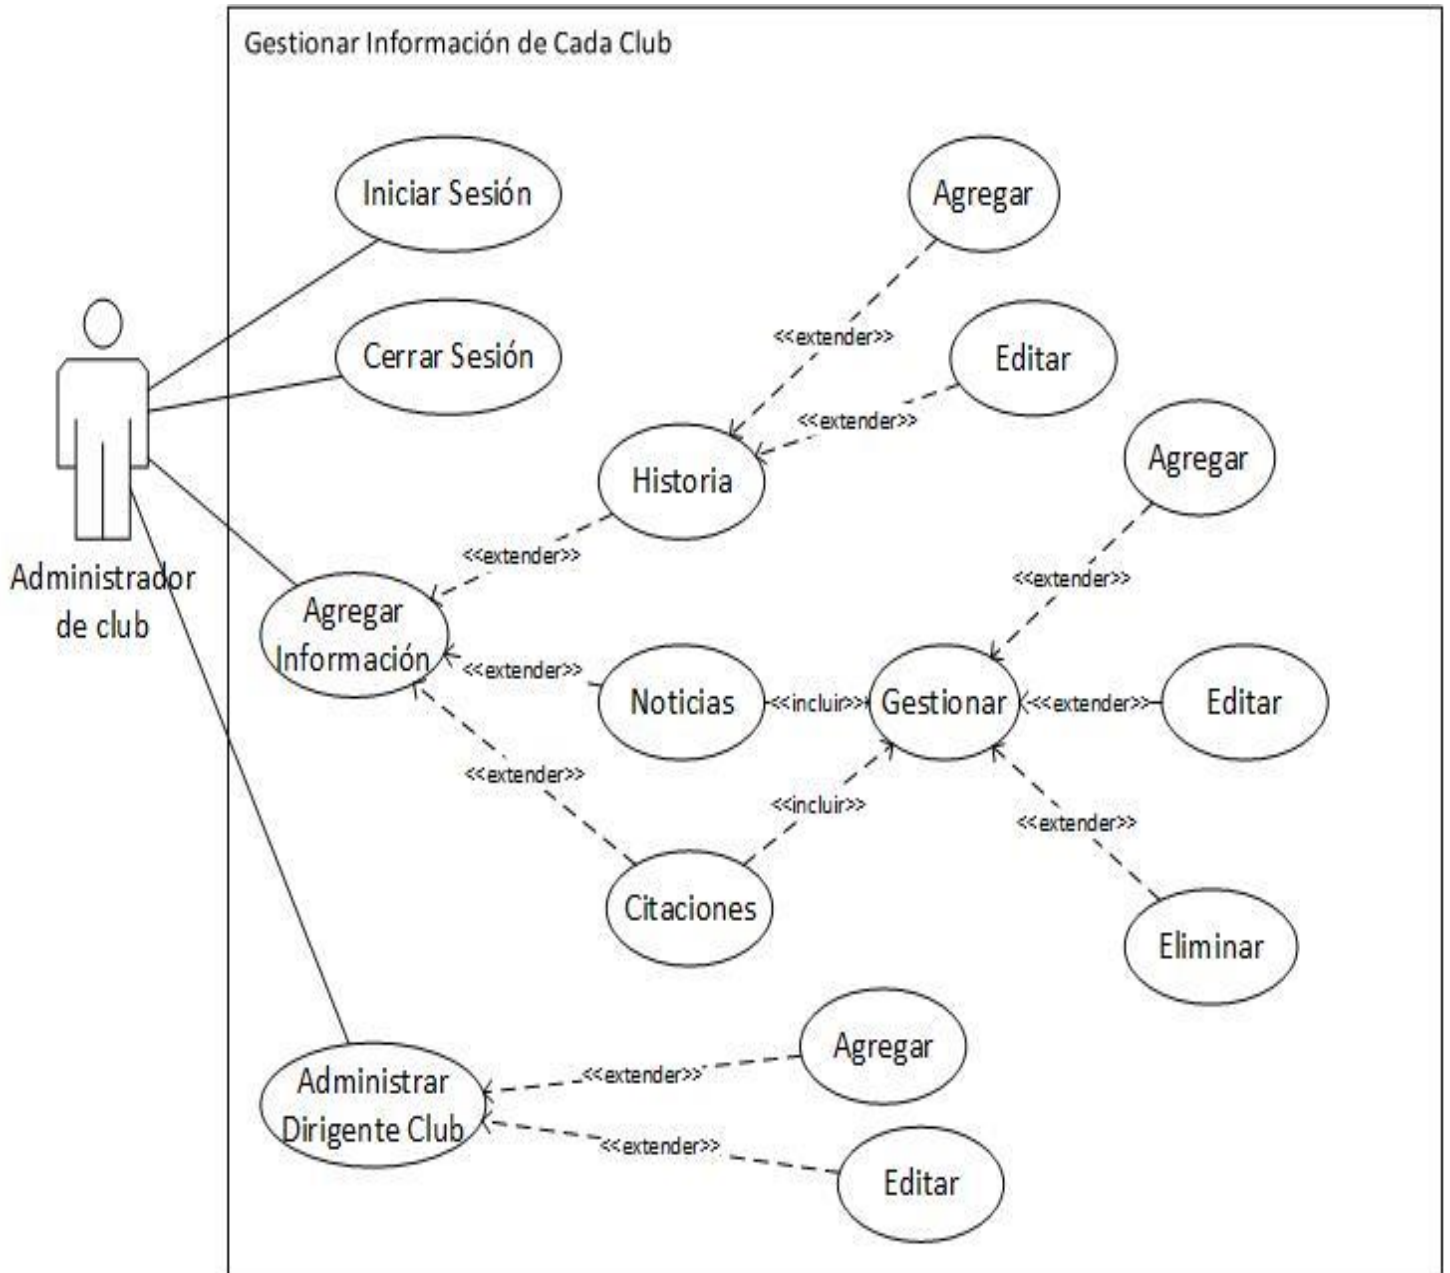 Gestionar Información de Cada Club
Iniciar Sesión
Agregar
<<extender>>
Cerrar Sesión
Editar
<<extender>>
Historia
Agregar
<<extender>>
<<extender>>
Administrador
de club
Agregar
Información
<<extender>>
Noticias
<<incluir>>
Gestionar
<<extender>>
Editar
<<extender>>
<<incluir>>
<<extender>>
Citaciones
Eliminar
Agregar
<<extender>>
Administrar
Dirigente Club
<<extender>>
Editar